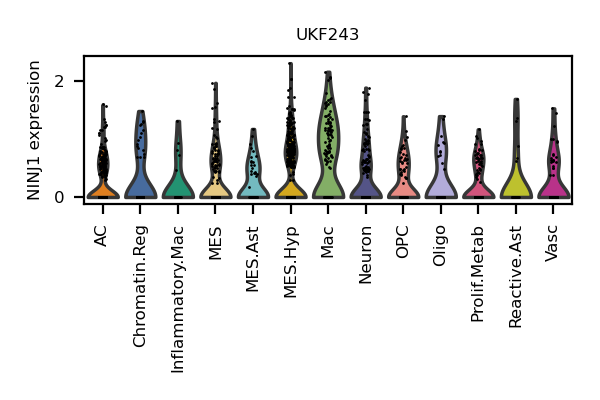 UKF243
NINJ1 expression
2
0
AC
Chromatin.Reg
Inflammatory.Mac
MES
MES.Ast
MES.Hyp
Mac
Neuron
OPC
Oligo
Prolif.Metab
Reactive.Ast
Vasc